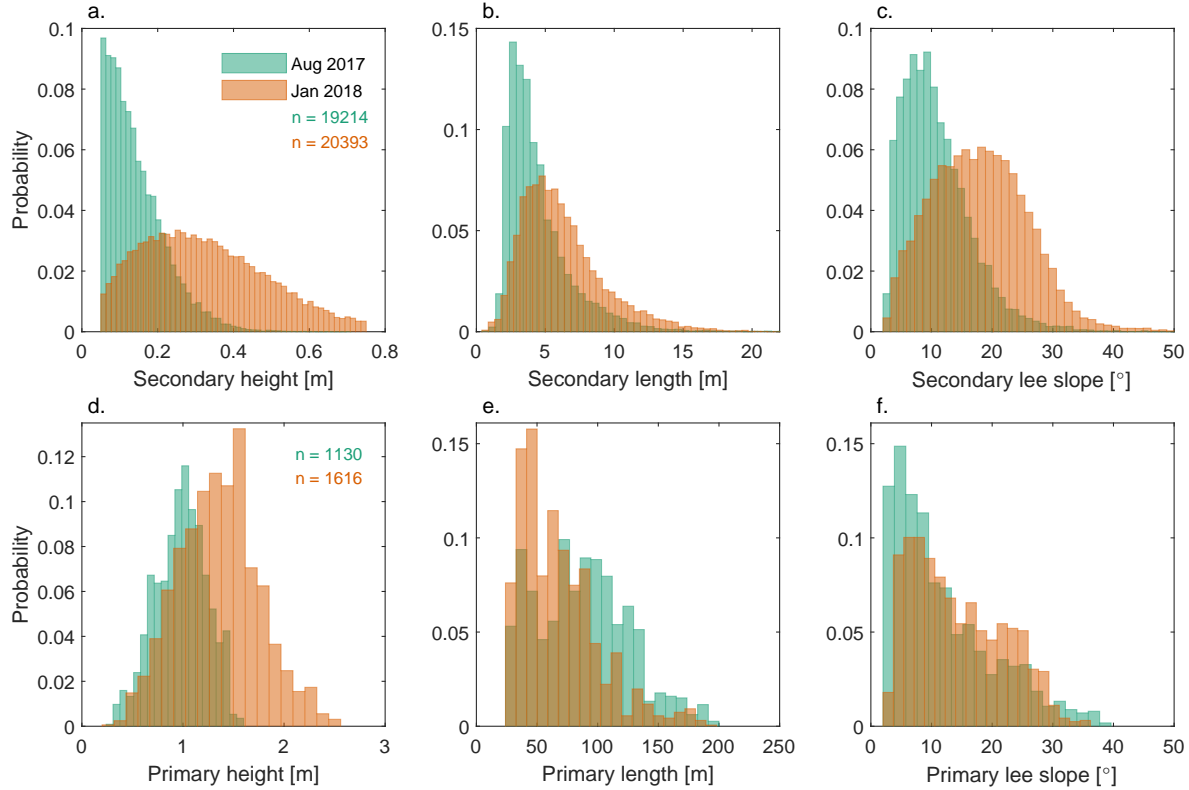 a.
b.
c.
0.1
0.08
0.06
0.04
0.02
0
Probability
Aug 2017
Jan 2018
n = 19214
n = 20393
0 0.2 0.4 0.6 0.8
Secondary height [m]
0.15
0.1
0.05
0
0 5 10 15 20
Secondary length [m]
0.1
0.08
0.06
0.04
0.02
0
0 10 20 30 40 50
Secondary lee slope [°]
d.
e.
f.
0.12
0.1
0.08
0.06
0.04
0.02
0
Probability
n = 1130
n = 1616
0 1 2 3
Primary height [m]
0.15
0.1
0.05
0
0 50 100 150 200 250
Primary length [m]
0.15
0.1
0.05
0
0 10 20 30 40 50
Primary lee slope [°]